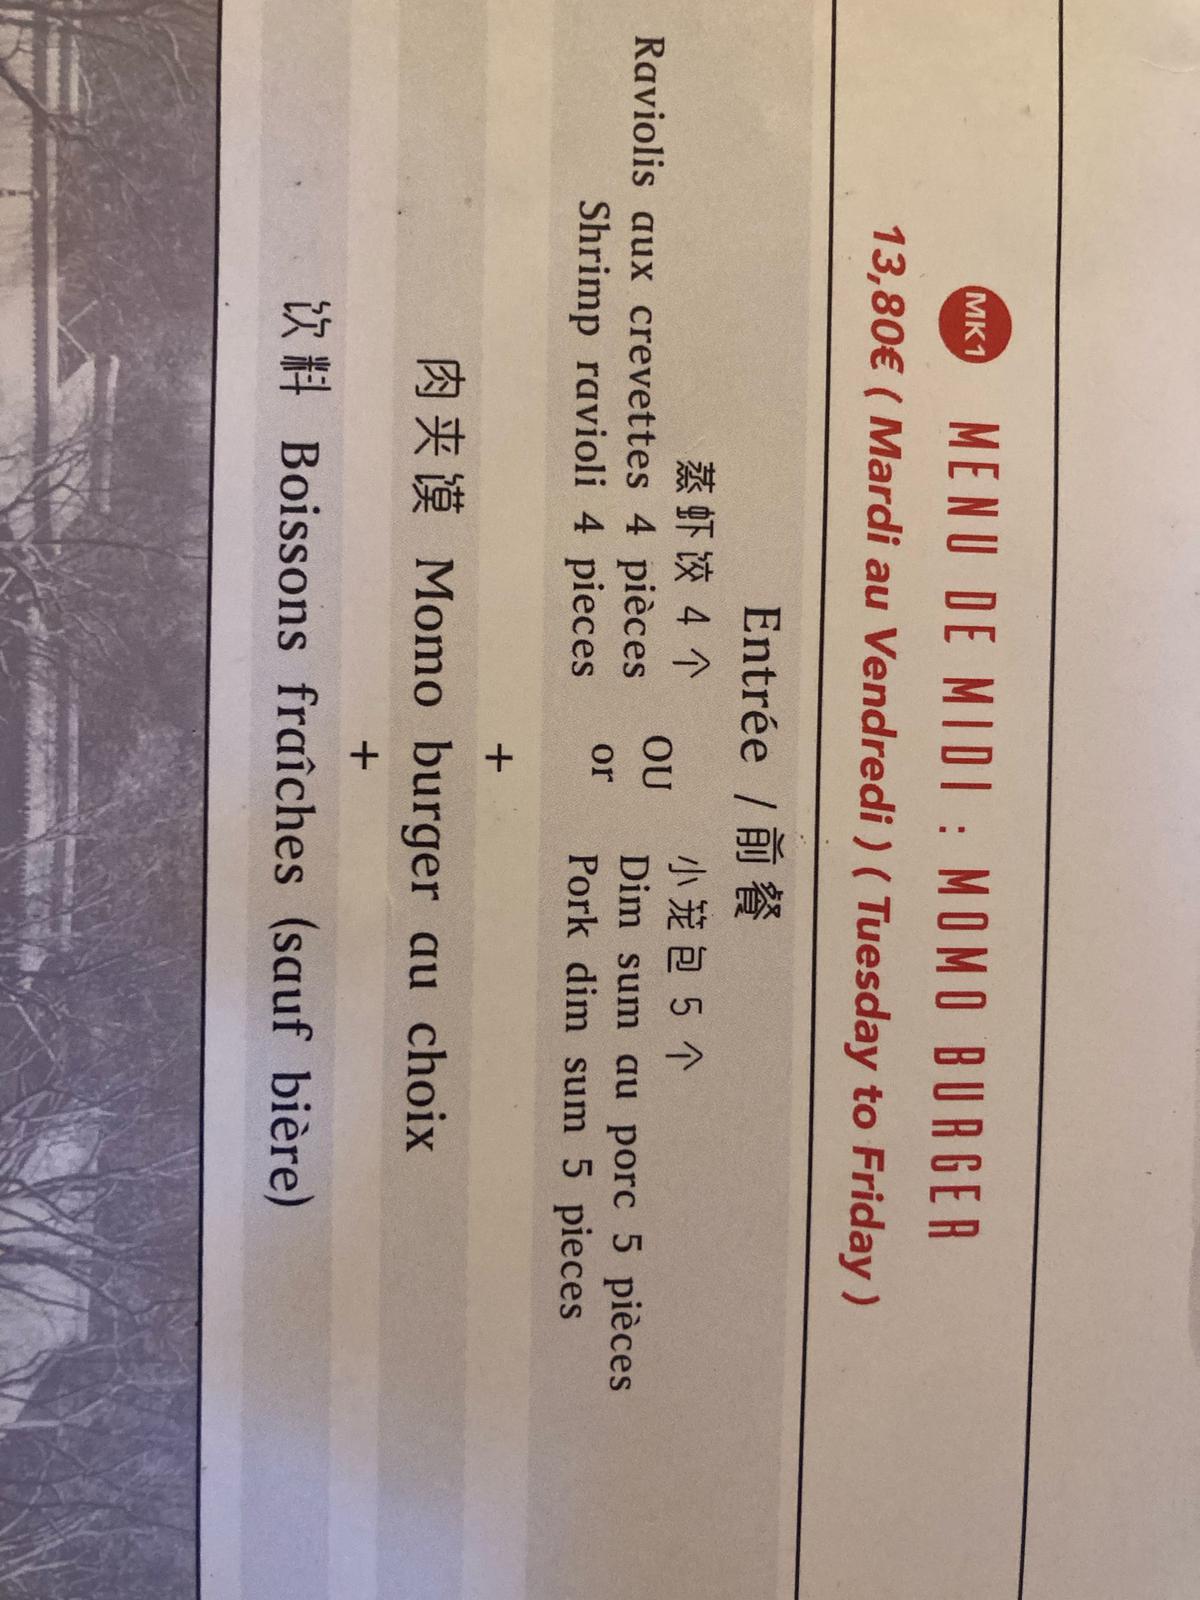 MK1 MENU DE MIDI : MOMO BURGER
13,80€ ( Mardi au Vendredi ) ( Tuesday to Friday )
Entrée / 前餐
蒸虾饺 4 个 小笼包 5 个
Raviolis aux crevettes 4 pièces OU Dim sum au porc 5 pièces
Shrimp ravioli 4 pieces or Pork dim sum 5 pieces
+
肉夹馍 Momo burger au choix
+
饮料 Boissons fraîches (sauf bière)